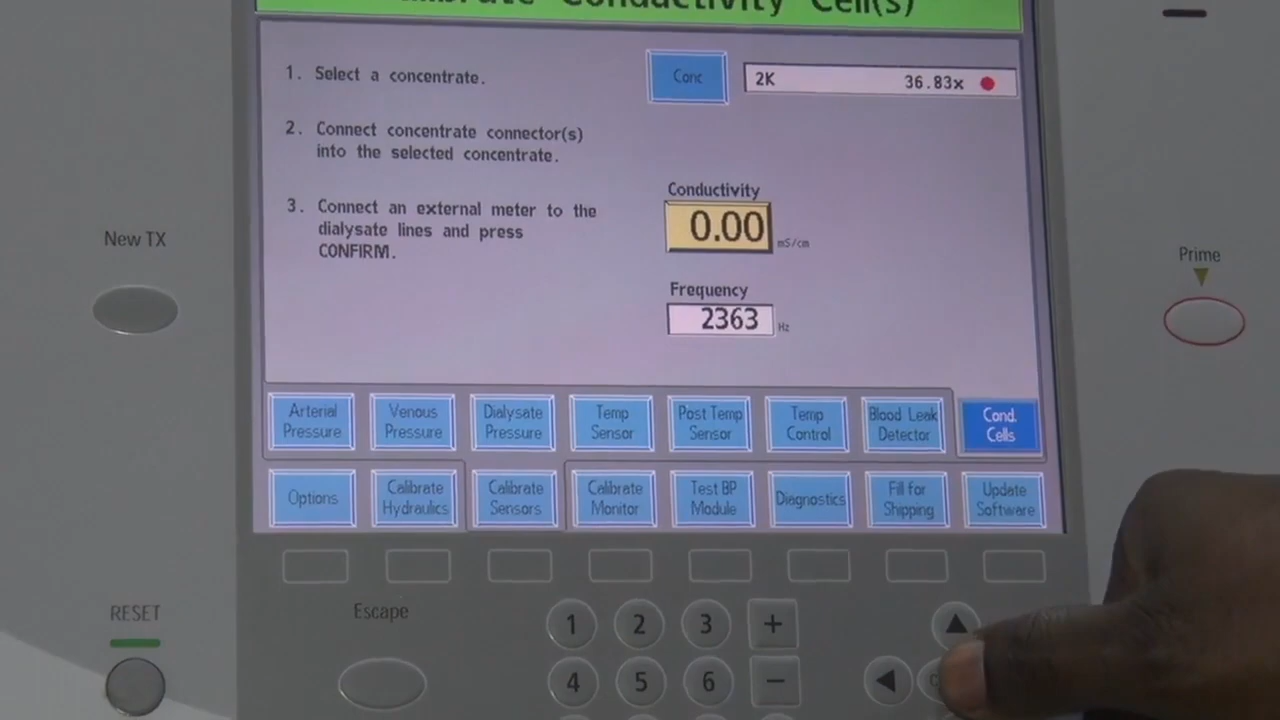 Conductivity Cell(s)
1. Select a concentrate.
Conc
2K 36.83x
2. Connect concentrate connector(s)
into the selected concentrate.
3. Connect an external meter to the
dialysate lines and press
CONFIRM.
Conductivity
0.00 mS/cm
Frequency
2363 Hz
New TX
Prime
Arterial
Pressure
Venous
Pressure
Dialysate
Pressure
Temp
Sensor
Post Temp
Sensor
Temp
Control
Blood Leak
Detector
Cond.
Cells
Options
Calibrate
Hydraulics
Calibrate
Sensors
Calibrate
Monitor
Test BP
Module
Diagnostics
Fill for
Shipping
Update
Software
RESET
Escape
1 2 3 +
4 5 6 −